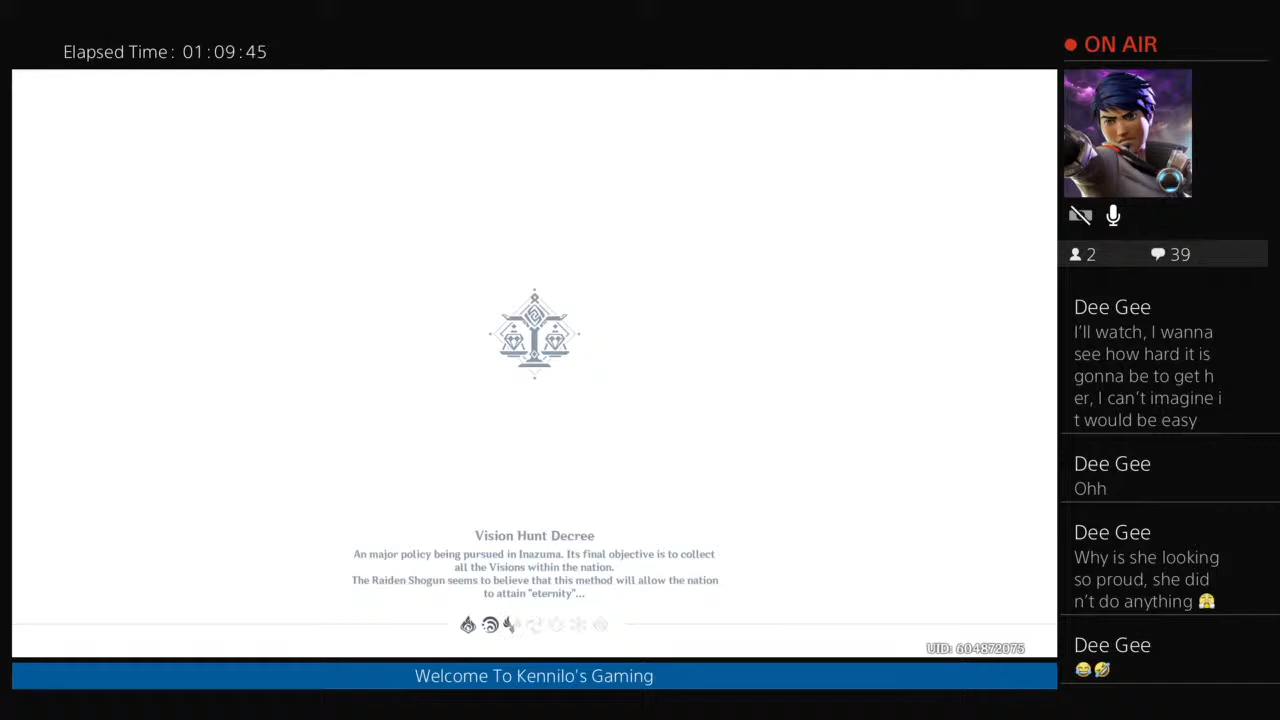 Elapsed Time: 01:09:45
ON AIR
2
39
Dee Gee
I'll watch, I wanna
see how hard it is
gonna be to get h
er, I can't imagine i
t would be easy
Dee Gee
Ohh
Dee Gee
Why is she looking
so proud, she did
n't do anything 😤
Dee Gee
😂🤣
Vision Hunt Decree
An major policy being pursued in Inazuma. Its final objective is to collect
all the Visions within the nation.
The Raiden Shogun seems to believe that this method will allow the nation
to attain "eternity"...
UID: 604872075
Welcome To Kennilo's Gaming